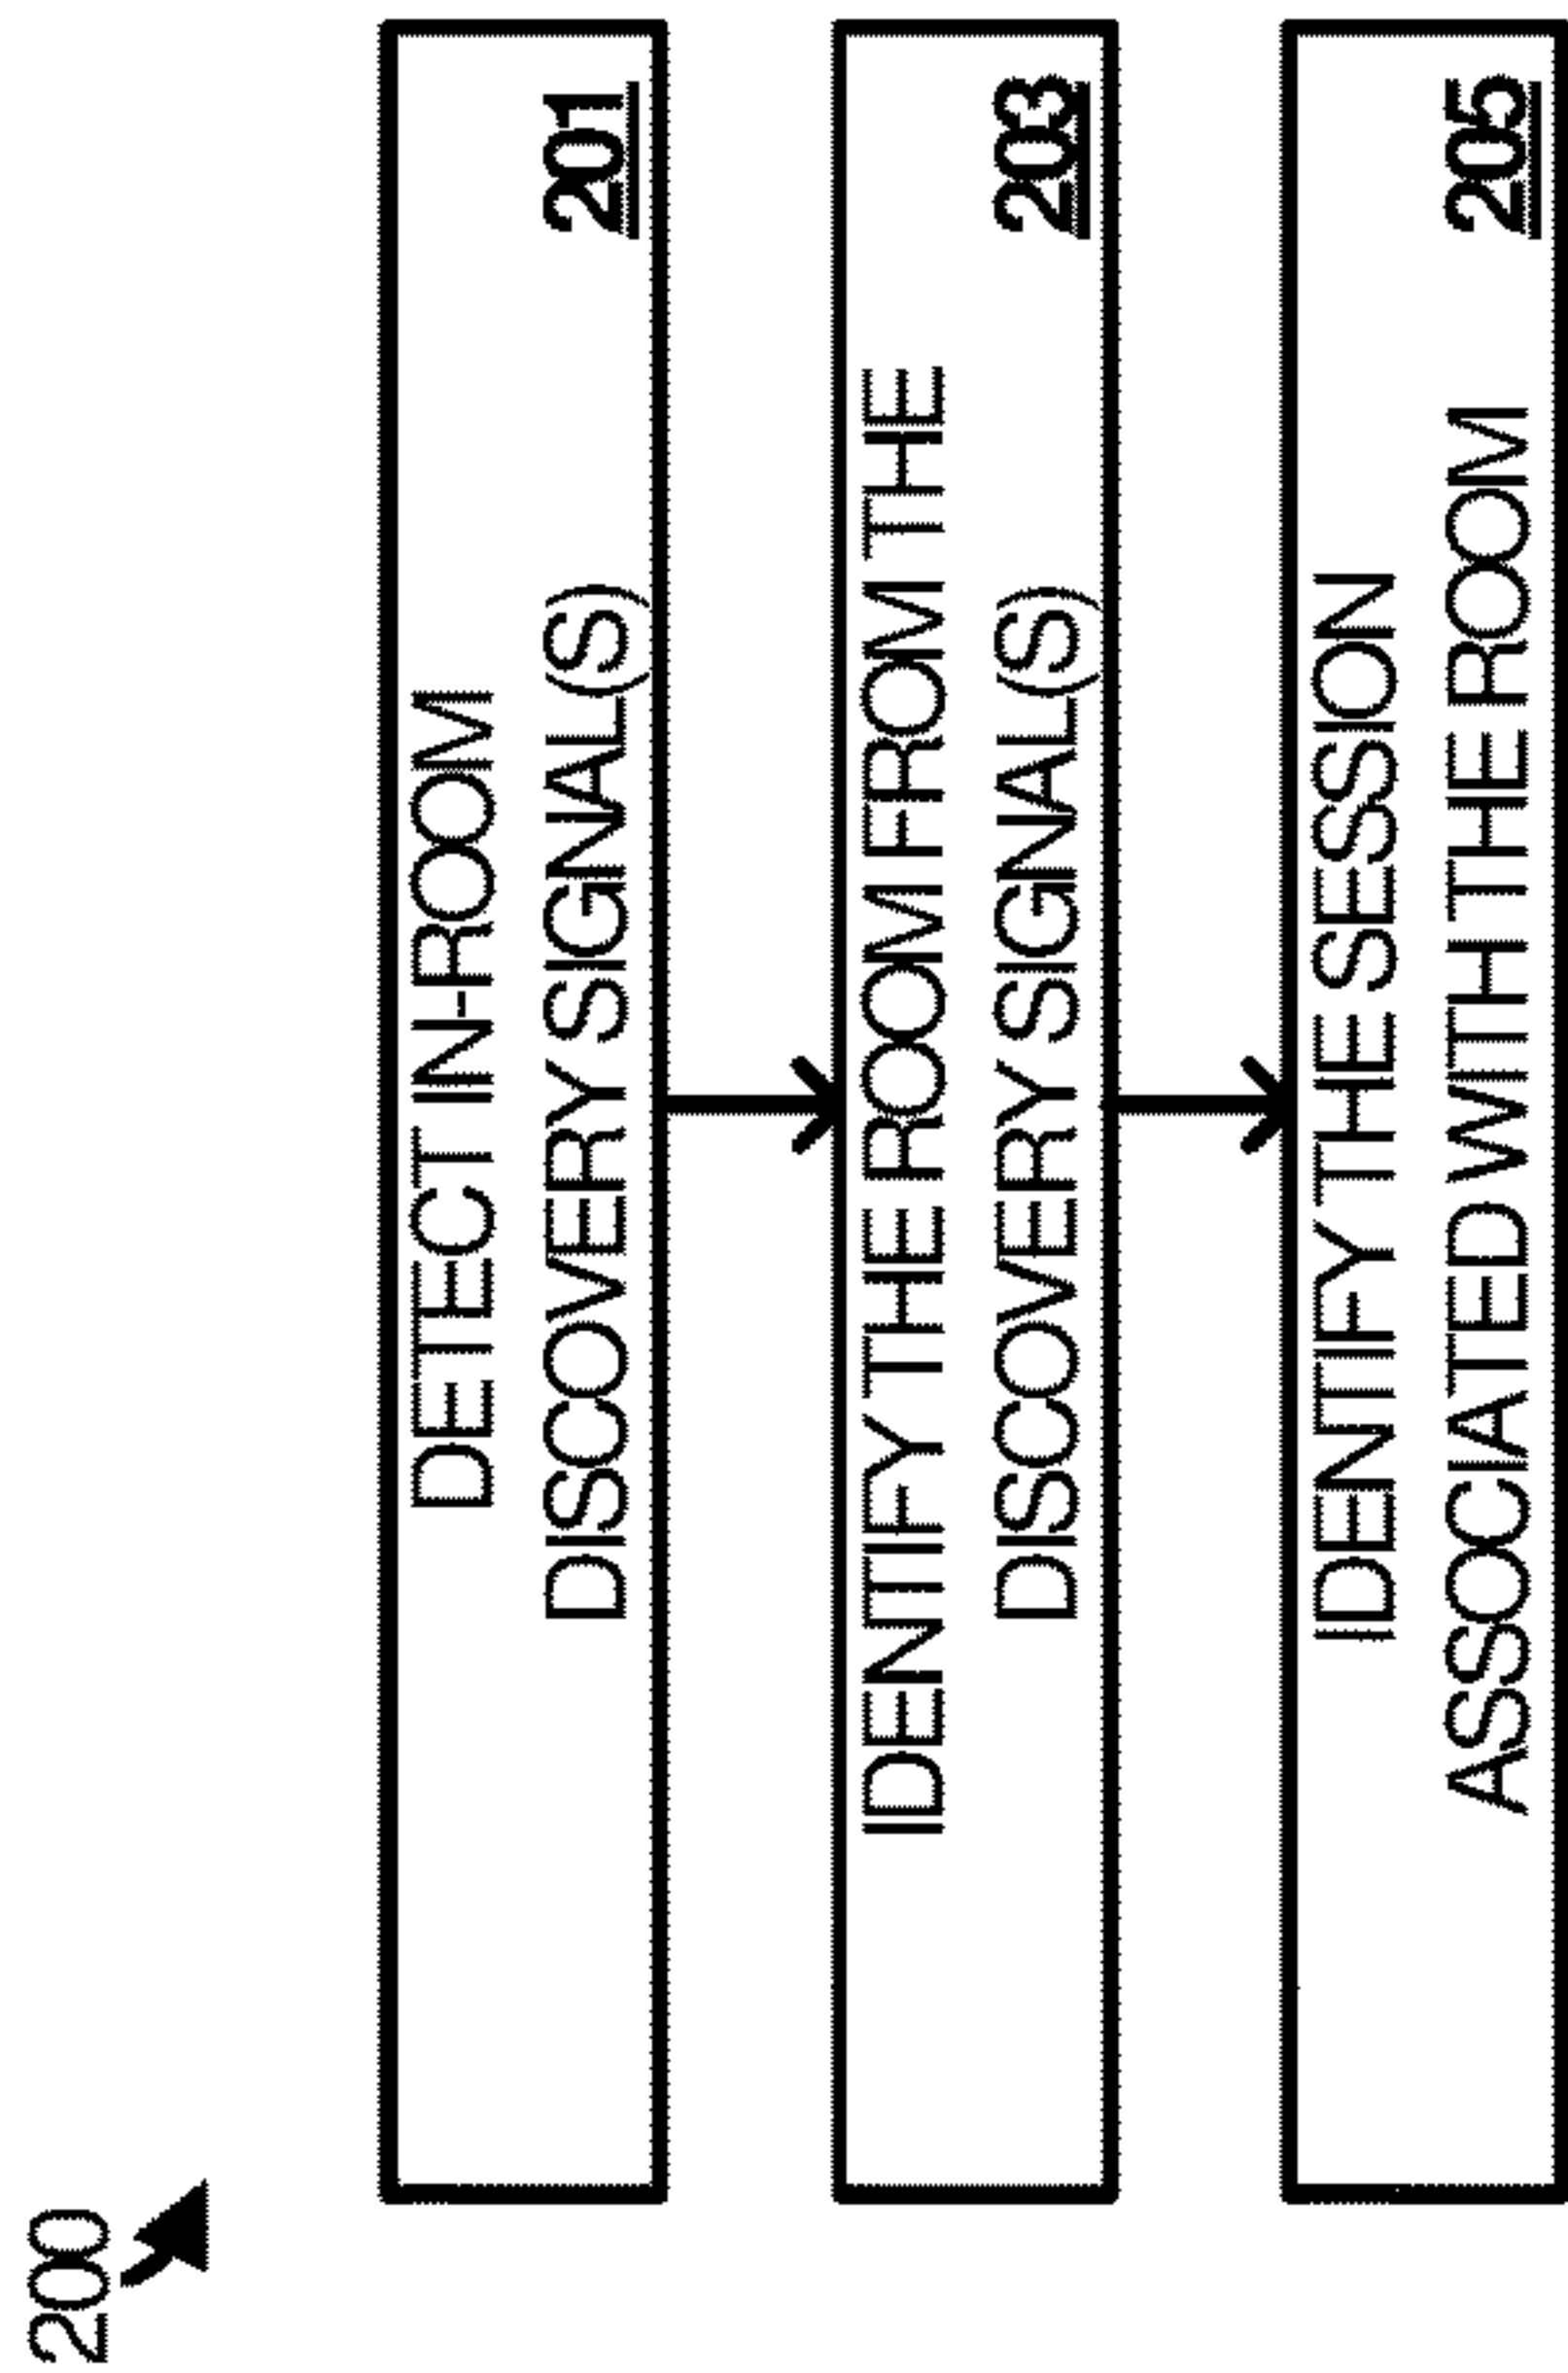 200
DETECT IN-ROOM
DISCOVERY SIGNAL(S)
201
IDENTIFY THE ROOM FROM THE
DISCOVERY SIGNAL(S)
203
IDENTIFY THE SESSION
ASSOCIATED WITH THE ROOM
205